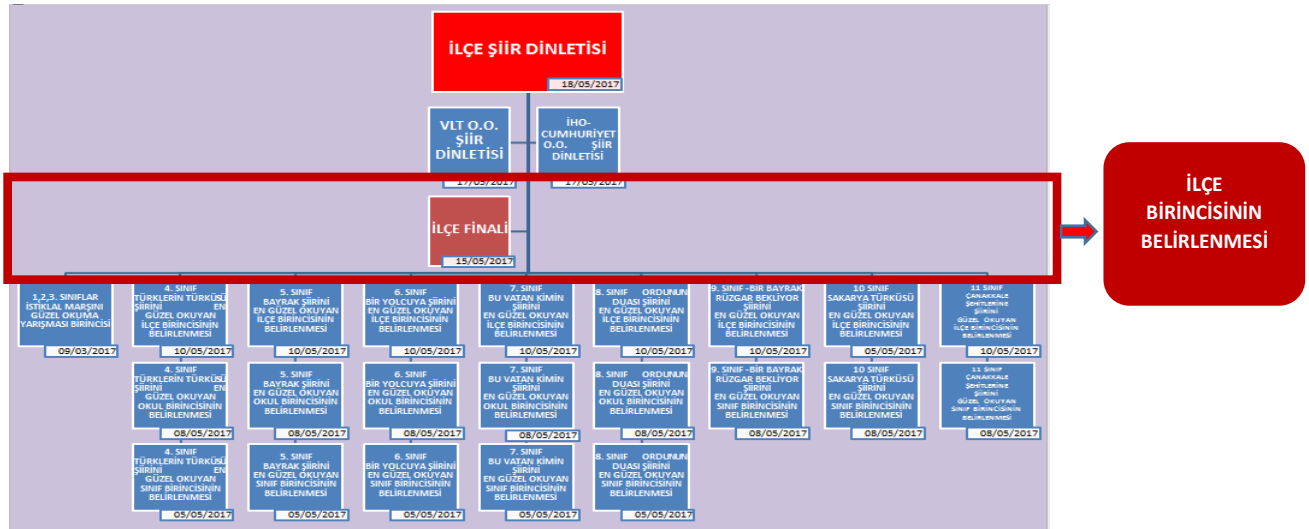 İLÇE ŞİİR DİNLETİSİ
18/05/2017
VLT O.O.
ŞİİR
DİNLETİSİ
17/05/2017
İHO-
CUMHURİYET
O.O. ŞİİR
DİNLETİSİ
17/05/2017
İLÇE FİNALİ
15/05/2017
İLÇE
BİRİNCİSİNİN
BELİRLENMESİ
1,2,3. SINIFLAR
İSTİKLAL MARŞINI
GÜZEL OKUMA
YARIŞMASI BİRİNCİSİ
09/03/2017
4. SINIF
TÜRKLERİN TÜRKÜSÜ
ŞİİRİNİ EN
GÜZEL OKUYAN
İLÇE BİRİNCİSİNİN
BELİRLENMESİ
10/05/2017
5. SINIF
BAYRAK ŞİİRİNİ
EN GÜZEL OKUYAN
İLÇE BİRİNCİSİNİN
BELİRLENMESİ
10/05/2017
6. SINIF
BİR YOLCUYA ŞİİRİNİ
EN GÜZEL OKUYAN
İLÇE BİRİNCİSİNİN
BELİRLENMESİ
10/05/2017
7. SINIF
BU VATAN KİMİN
ŞİİRİNİ
EN GÜZEL OKUYAN
İLÇE BİRİNCİSİNİN
BELİRLENMESİ
10/05/2017
8. SINIF ORDUNUN
DUASI ŞİİRİNİ
EN GÜZEL OKUYAN
İLÇE BİRİNCİSİNİN
BELİRLENMESİ
10/05/2017
9. SINIF -BİR BAYRAK
RÜZGAR BEKLİYOR
ŞİİRİNİ
EN GÜZEL OKUYAN
İLÇE BİRİNCİSİNİN
BELİRLENMESİ
10/05/2017
10 SINIF
SAKARYA TÜRKÜSÜ
ŞİİRİNİ
EN GÜZEL OKUYAN
İLÇE BİRİNCİSİNİN
BELİRLENMESİ
05/05/2017
11 SINIF
ÇANAKKALE
ŞEHİTLERİNE
ŞİİRİNİ
GÜZEL OKUYAN
İLÇE BİRİNCİSİNİN
BELİRLENMESİ
10/05/2017
4. SINIF
TÜRKLERİN TÜRKÜSÜ
ŞİİRİNİ EN
GÜZEL OKUYAN
OKUL BİRİNCİSİNİN
BELİRLENMESİ
08/05/2017
5. SINIF
BAYRAK ŞİİRİNİ
EN GÜZEL OKUYAN
OKUL BİRİNCİSİNİN
BELİRLENMESİ
08/05/2017
6. SINIF
BİR YOLCUYA ŞİİRİNİ
EN GÜZEL OKUYAN
OKUL BİRİNCİSİNİN
BELİRLENMESİ
08/05/2017
7. SINIF
BU VATAN KİMİN
ŞİİRİNİ
EN GÜZEL OKUYAN
OKUL BİRİNCİSİNİN
BELİRLENMESİ
08/05/2017
8. SINIF ORDUNUN
DUASI ŞİİRİNİ
EN GÜZEL OKUYAN
OKUL BİRİNCİSİNİN
BELİRLENMESİ
08/05/2017
9. SINIF -BİR BAYRAK
RÜZGAR BEKLİYOR
ŞİİRİNİ
EN GÜZEL OKUYAN
SINIF BİRİNCİSİNİN
BELİRLENMESİ
08/05/2017
10 SINIF
SAKARYA TÜRKÜSÜ
ŞİİRİNİ
EN GÜZEL OKUYAN
SINIF BİRİNCİSİNİN
BELİRLENMESİ
08/05/2017
11 SINIF
ÇANAKKALE
ŞEHİTLERİNE
ŞİİRİNİ
GÜZEL OKUYAN
SINIF BİRİNCİSİNİN
BELİRLENMESİ
08/05/2017
4. SINIF
TÜRKLERİN TÜRKÜSÜ
ŞİİRİNİ EN
GÜZEL OKUYAN
SINIF BİRİNCİSİNİN
BELİRLENMESİ
05/05/2017
5. SINIF
BAYRAK ŞİİRİNİ
EN GÜZEL OKUYAN
SINIF BİRİNCİSİNİN
BELİRLENMESİ
05/05/2017
6. SINIF
BİR YOLCUYA ŞİİRİNİ
EN GÜZEL OKUYAN
SINIF BİRİNCİSİNİN
BELİRLENMESİ
05/05/2017
7. SINIF
BU VATAN KİMİN
ŞİİRİNİ
EN GÜZEL OKUYAN
SINIF BİRİNCİSİNİN
BELİRLENMESİ
05/05/2017
8. SINIF ORDUNUN
DUASI ŞİİRİNİ
EN GÜZEL OKUYAN
SINIF BİRİNCİSİNİN
BELİRLENMESİ
05/05/2017